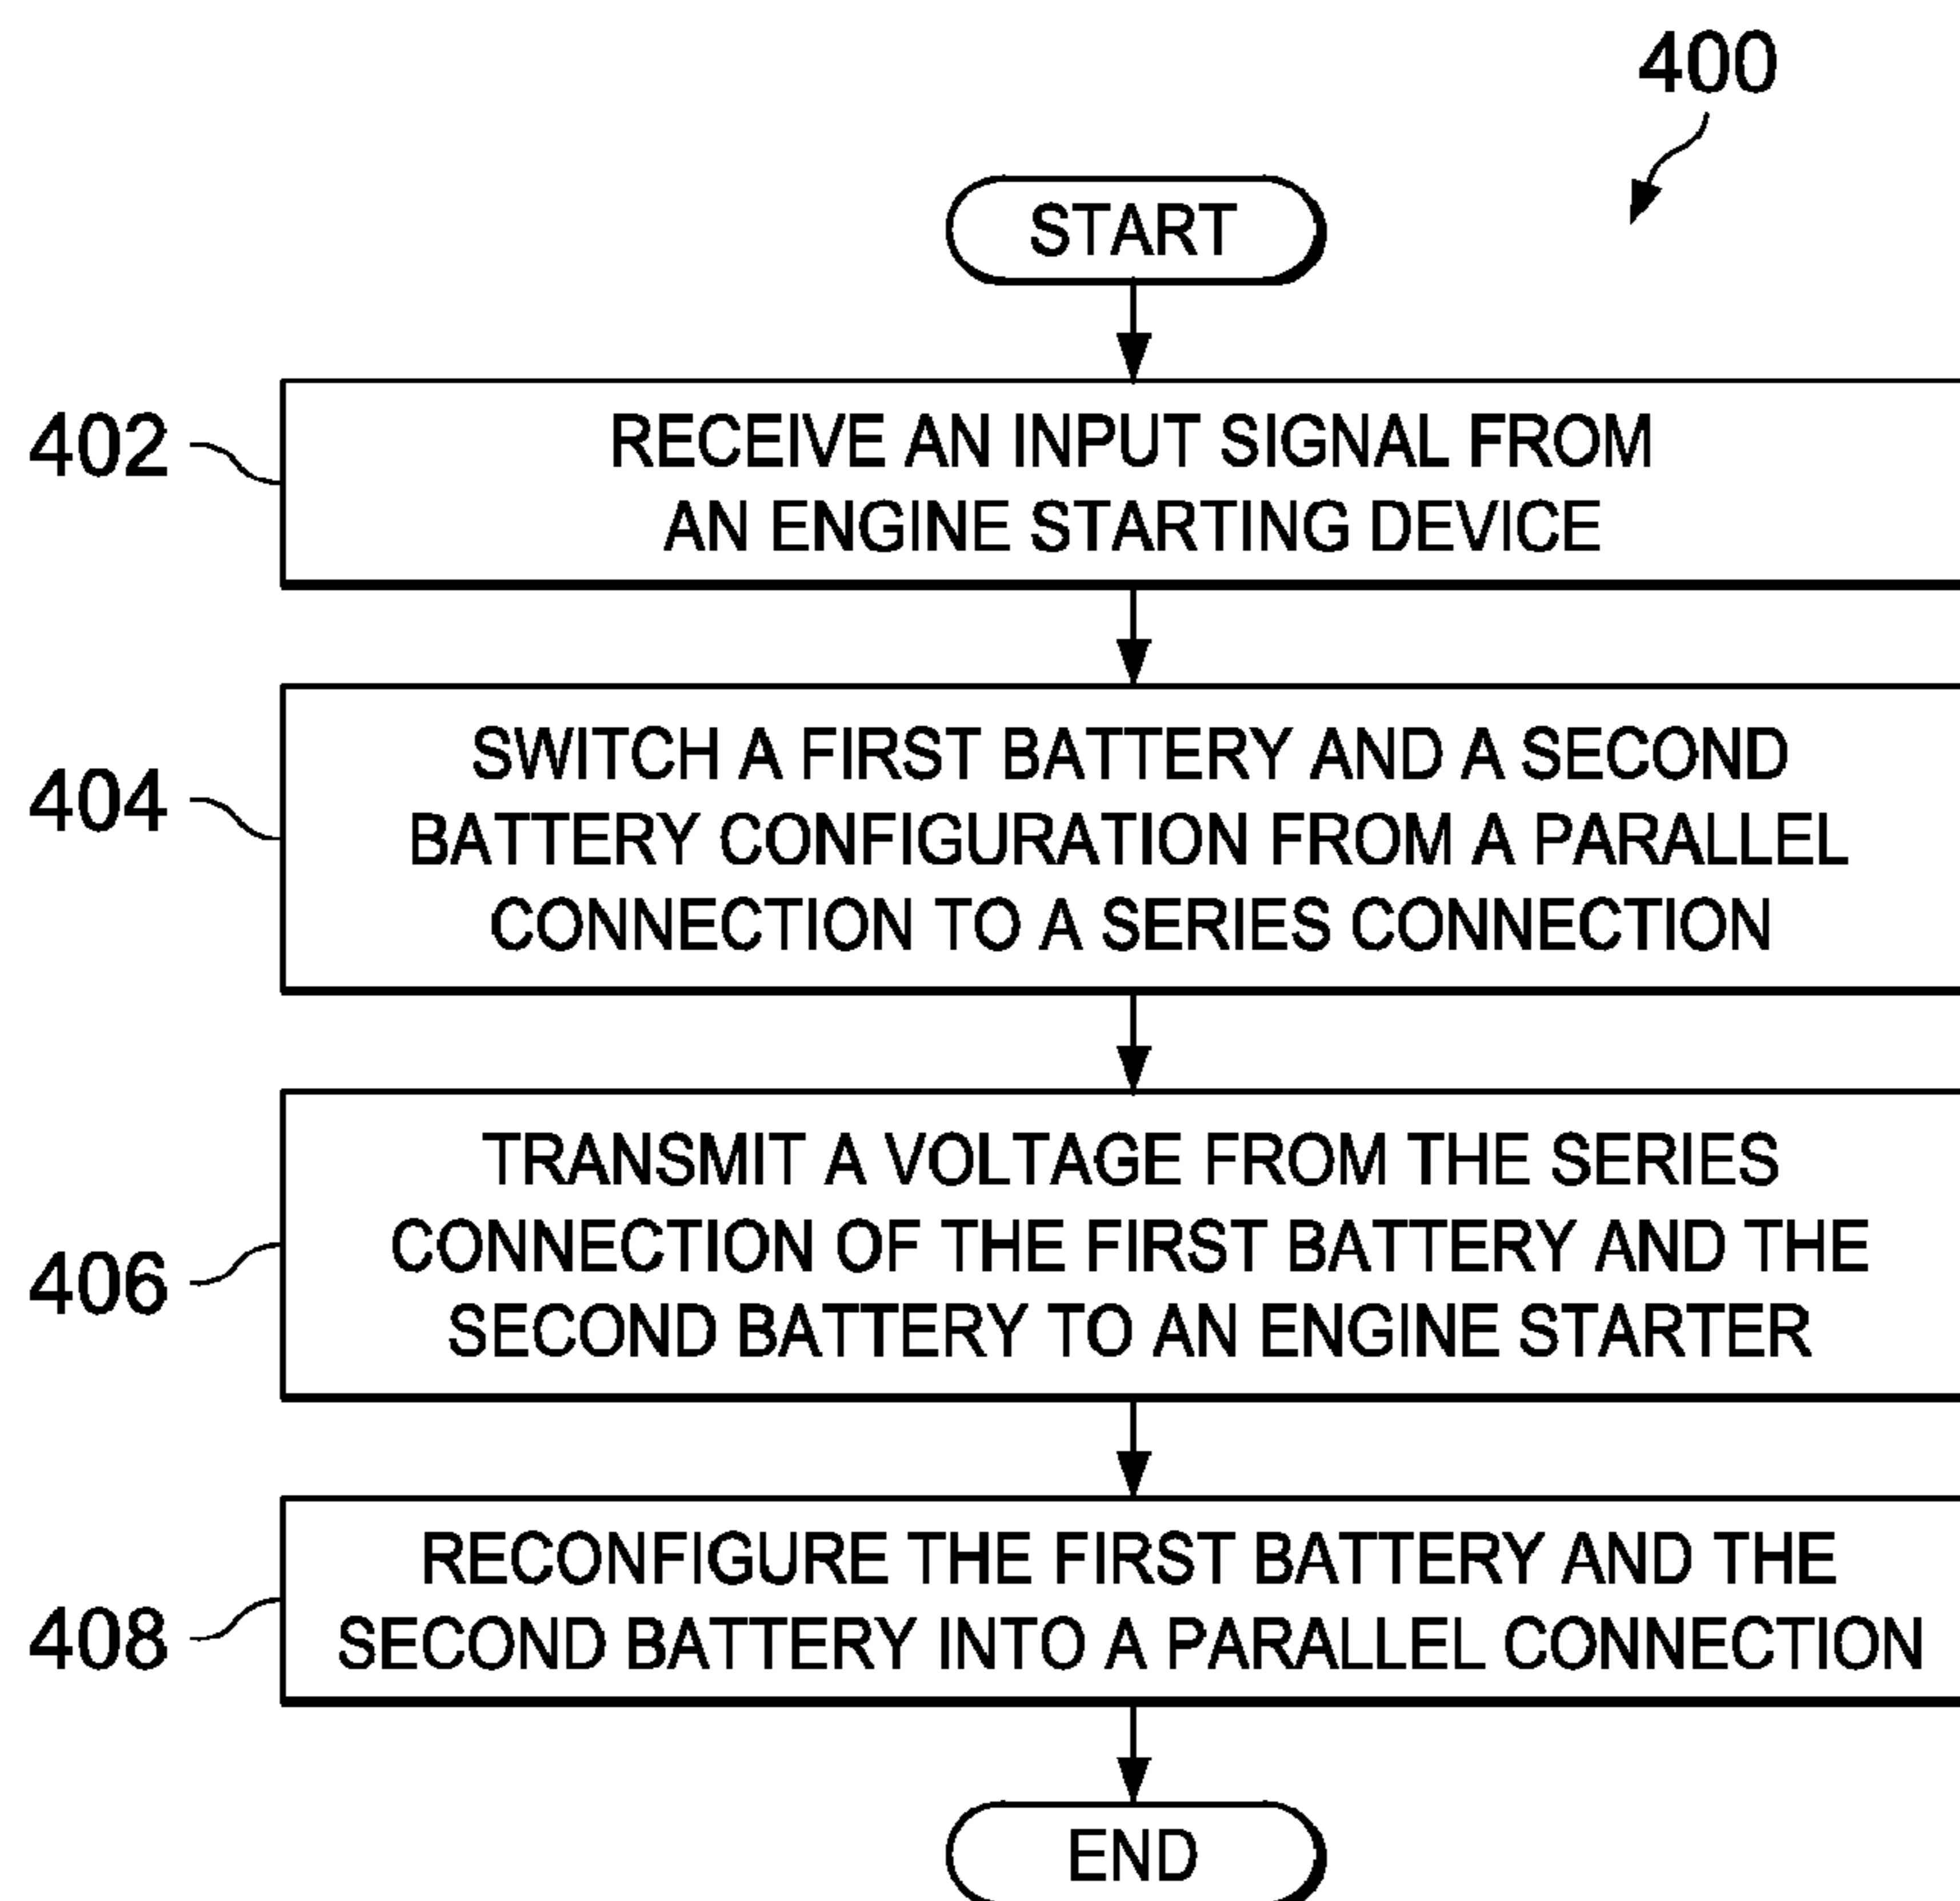 400
START
402
RECEIVE AN INPUT SIGNAL FROM
AN ENGINE STARTING DEVICE
404
SWITCH A FIRST BATTERY AND A SECOND
BATTERY CONFIGURATION FROM A PARALLEL
CONNECTION TO A SERIES CONNECTION
406
TRANSMIT A VOLTAGE FROM THE SERIES
CONNECTION OF THE FIRST BATTERY AND THE
SECOND BATTERY TO AN ENGINE STARTER
408
RECONFIGURE THE FIRST BATTERY AND THE
SECOND BATTERY INTO A PARALLEL CONNECTION
END